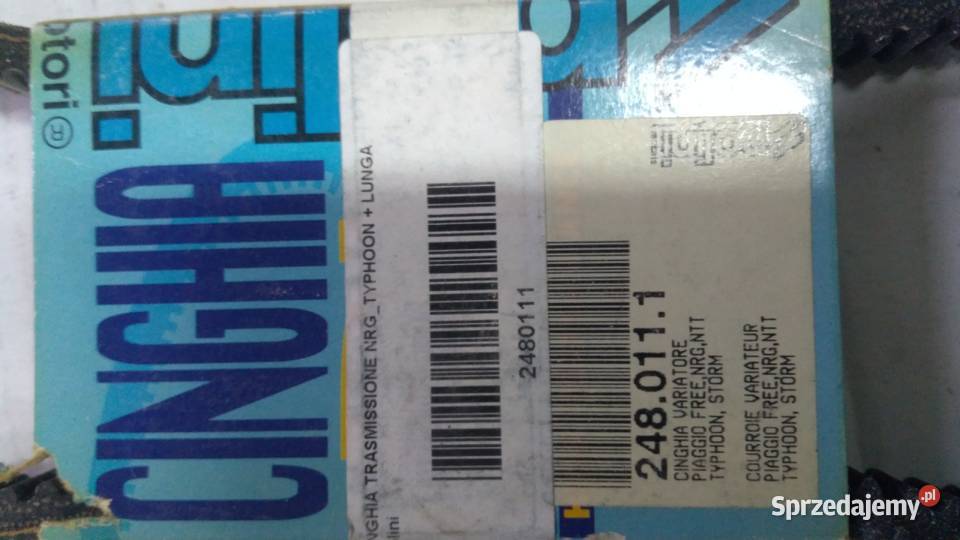 otori ®
ini.
CINGHIA
NGHIA TRASMISSIONE NRG_TYPHOON + LUNGA
lini
2480111
248.011.1
CINGHIA VARIATORE
PIAGGIO FREE,NRG,NTT
TYPHOON, STORM
COURROIE VARIATEUR
PIAGGIO FREE,NRG,NTT
TYPHOON, STORM
Sprzedajemy.pl